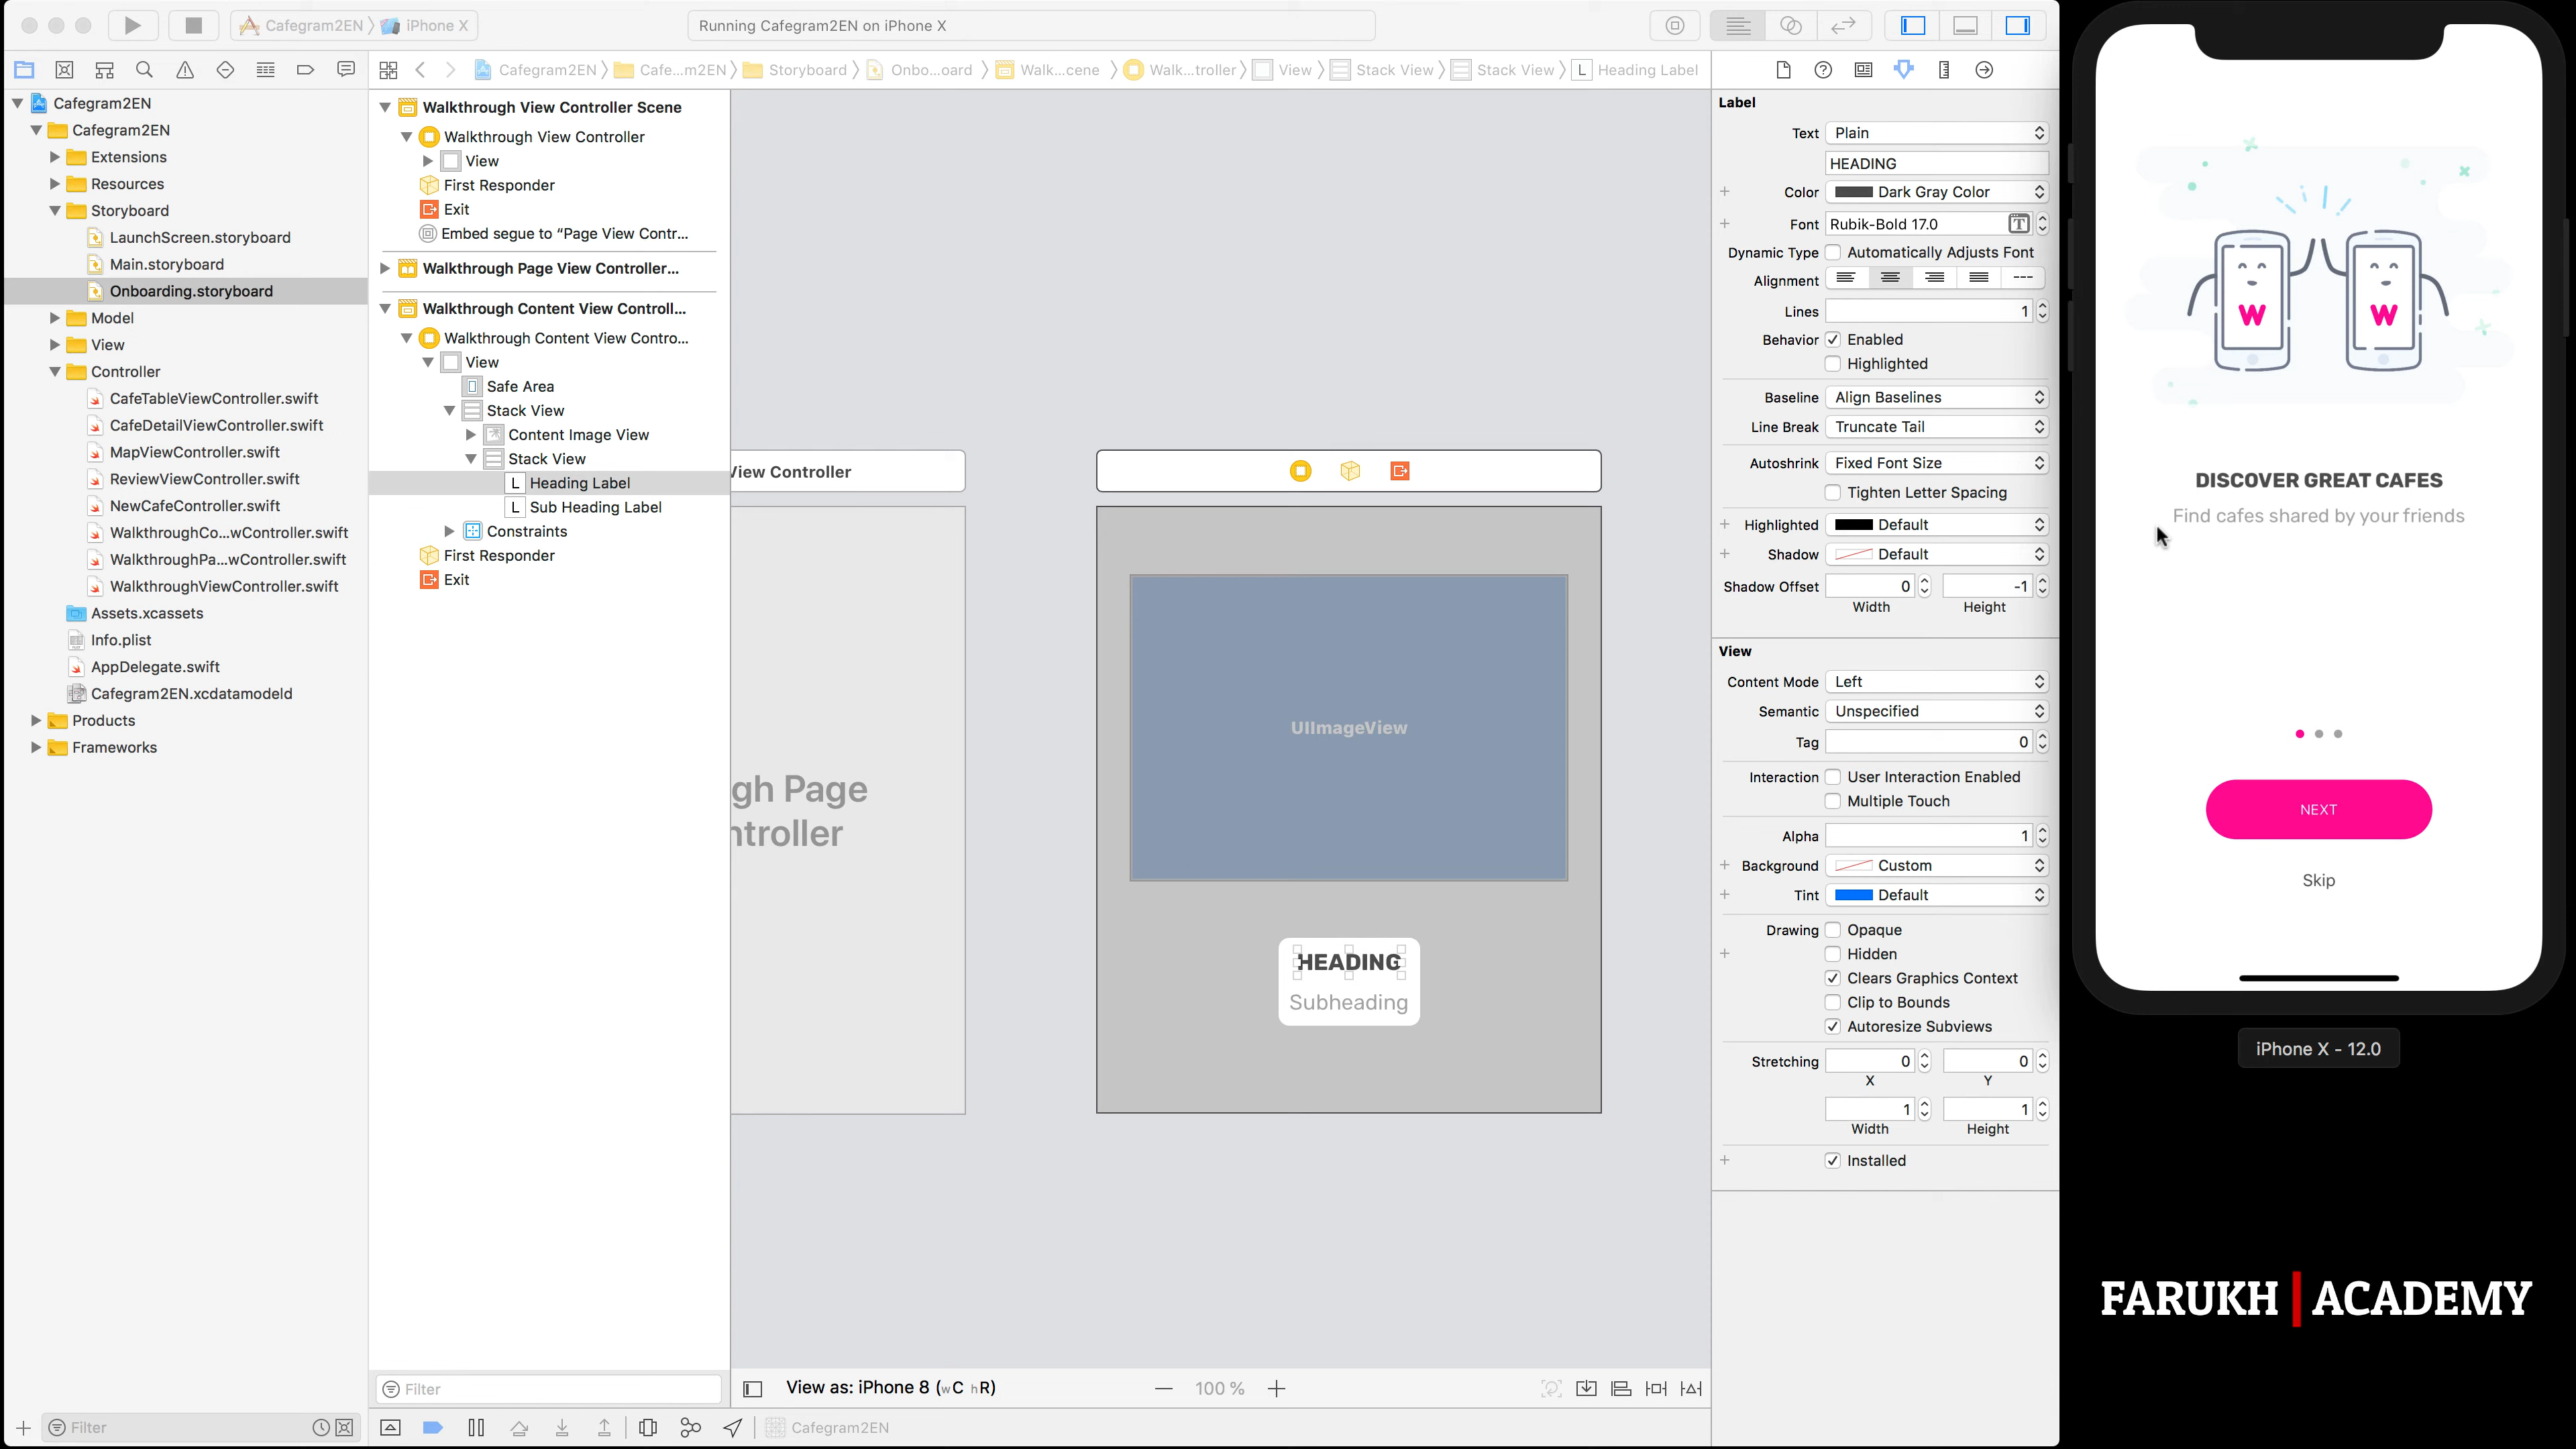 Cafegram2EN 〉 iPhone X
Running Cafegram2EN on iPhone X
Cafegram2EN 〉 Cafe...m2EN 〉 Storyboard 〉 Onbo...oard 〉 Walk...cene 〉 Walk...troller 〉 View 〉 Stack View 〉 Stack View 〉 L Heading Label
Cafegram2EN
Cafegram2EN
Extensions
Resources
Storyboard
LaunchScreen.storyboard
Main.storyboard
Onboarding.storyboard
Model
View
Controller
CafeTableViewController.swift
CafeDetailViewController.swift
MapViewController.swift
ReviewViewController.swift
NewCafeController.swift
WalkthroughCo...wController.swift
WalkthroughPa...wController.swift
WalkthroughViewController.swift
Assets.xcassets
Info.plist
AppDelegate.swift
Cafegram2EN.xcdatamodeld
Products
Frameworks
Filter
Walkthrough View Controller Scene
Walkthrough View Controller
View
First Responder
Exit
Embed segue to “Page View Contr...
Walkthrough Page View Controller...
Walkthrough Content View Controll...
Walkthrough Content View Contro...
View
Safe Area
Stack View
Content Image View
Stack View
L Heading Label
L Sub Heading Label
Constraints
First Responder
Exit
Filter
View Controller
gh Page
ntroller
UIImageView
HEADING
Subheading
View as: iPhone 8 (wC hR)
100 %
Cafegram2EN
Label
Text Plain
HEADING
Color Dark Gray Color
Font Rubik-Bold 17.0
Dynamic Type Automatically Adjusts Font
Alignment
Lines 1
Behavior Enabled
Highlighted
Baseline Align Baselines
Line Break Truncate Tail
Autoshrink Fixed Font Size
Tighten Letter Spacing
Highlighted Default
Shadow Default
Shadow Offset 0 -1
Width Height
View
Content Mode Left
Semantic Unspecified
Tag 0
Interaction User Interaction Enabled
Multiple Touch
Alpha 1
Background Custom
Tint Default
Drawing Opaque
Hidden
Clears Graphics Context
Clip to Bounds
Autoresize Subviews
Stretching 0 0
X Y
1 1
Width Height
Installed
W W
DISCOVER GREAT CAFES
Find cafes shared by your friends
NEXT
Skip
iPhone X - 12.0
FARUKH | ACADEMY